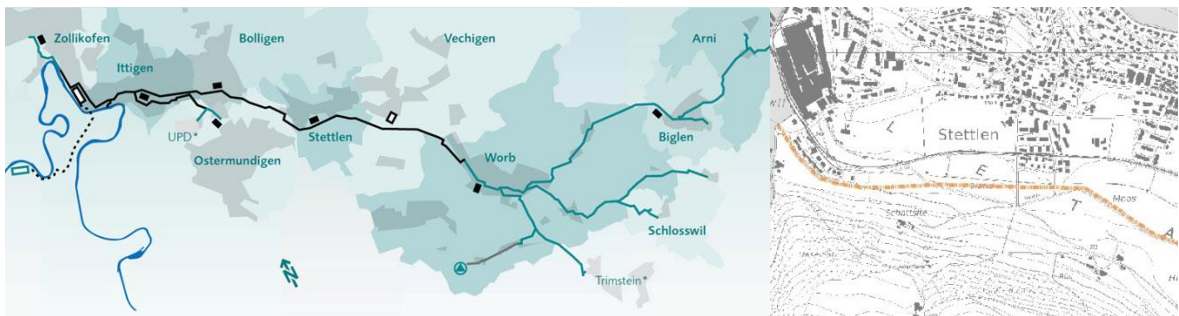 Zollikofen
Bolligen
Vechigen
Arni
Ittigen
UPD*
Ostermundigen
Stettlen
Worb
Biglen
Schlosswil
Trimstein*
N
Stettlen
L
E
T
A
Moos
Schattsite